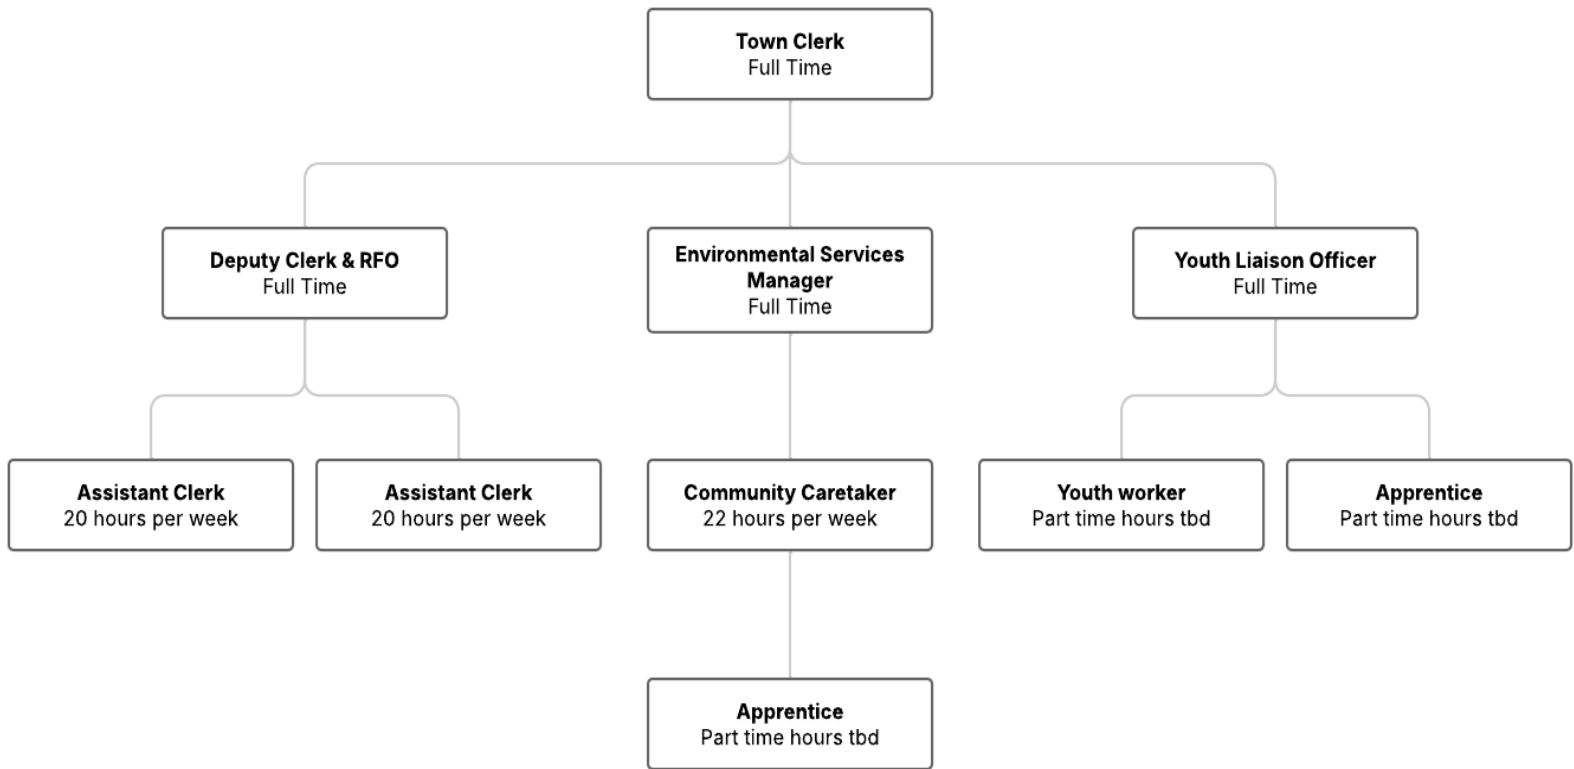 Town Clerk
Full Time
Deputy Clerk & RFO
Full Time
Environmental Services
Manager
Full Time
Youth Liaison Officer
Full Time
Assistant Clerk
20 hours per week
Assistant Clerk
20 hours per week
Community Caretaker
22 hours per week
Youth worker
Part time hours tbd
Apprentice
Part time hours tbd
Apprentice
Part time hours tbd